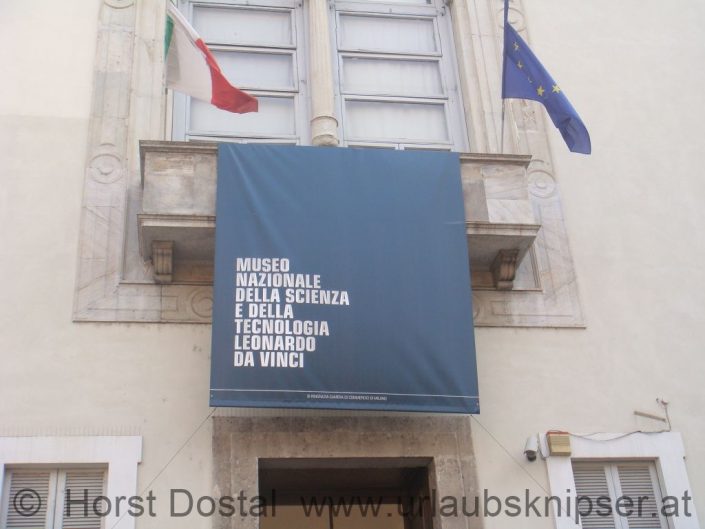 MUSEO
NAZIONALE
DELLA SCIENZA
E DELLA
TECNOLOGIA
LEONARDO
DA VINCI
© Horst Dostal www.urlaubsknipser.at